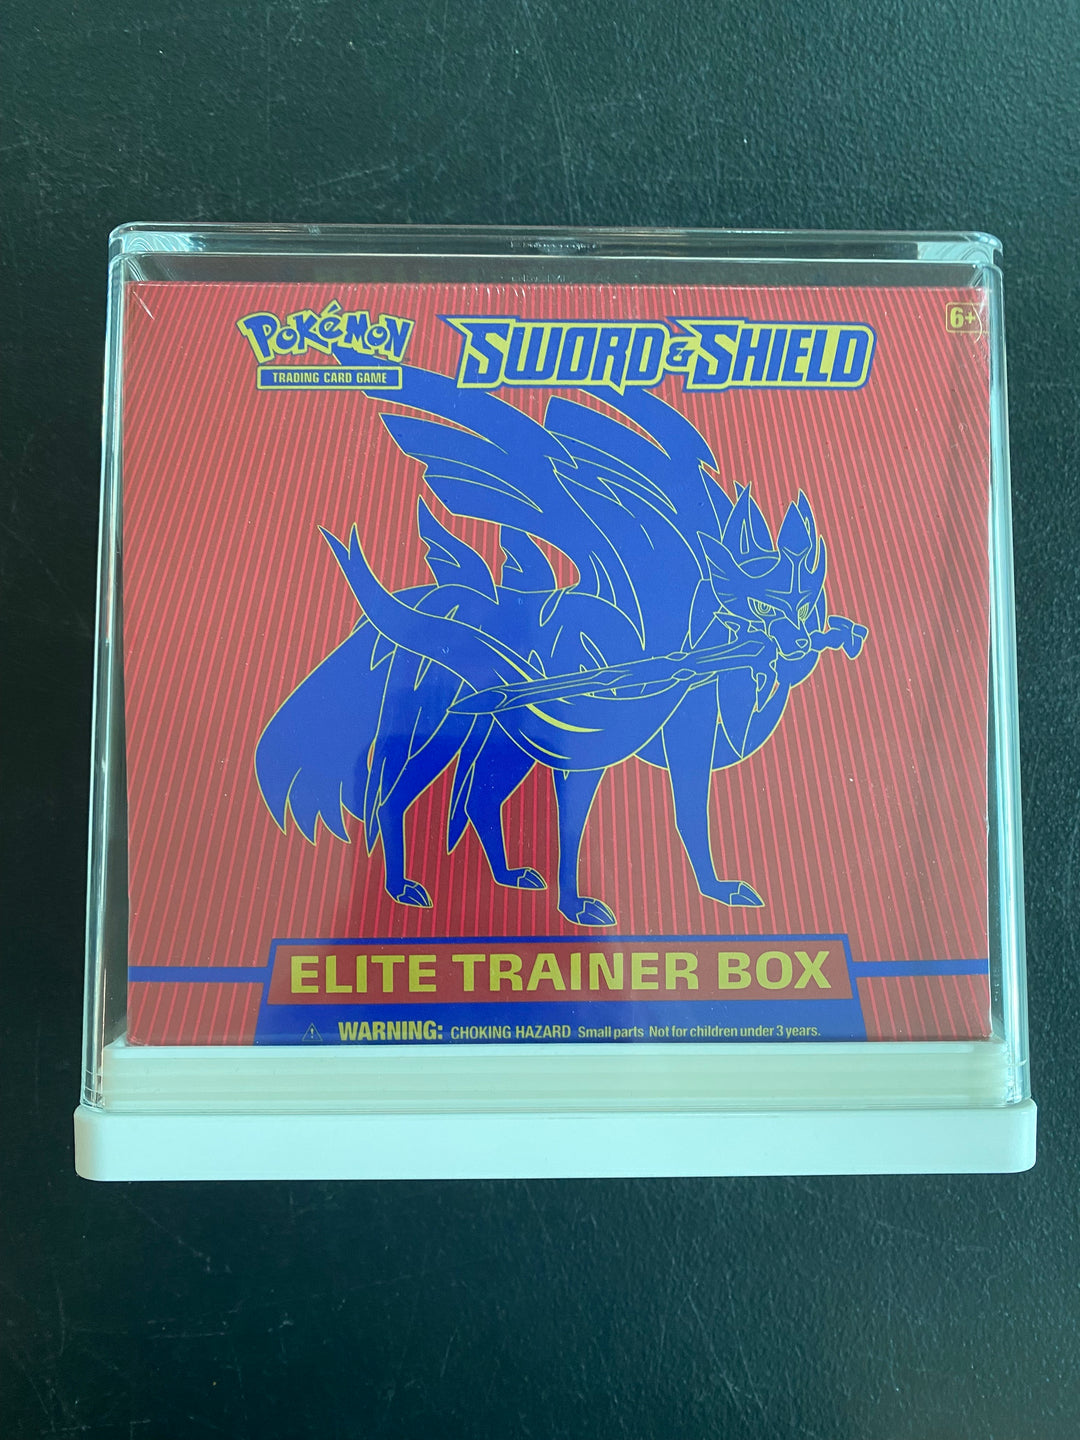 POKéMON
TRADING CARD GAME
SWORD & SHIELD
6+
ELITE TRAINER BOX
WARNING: CHOKING HAZARD Small parts Not for children under 3 years.